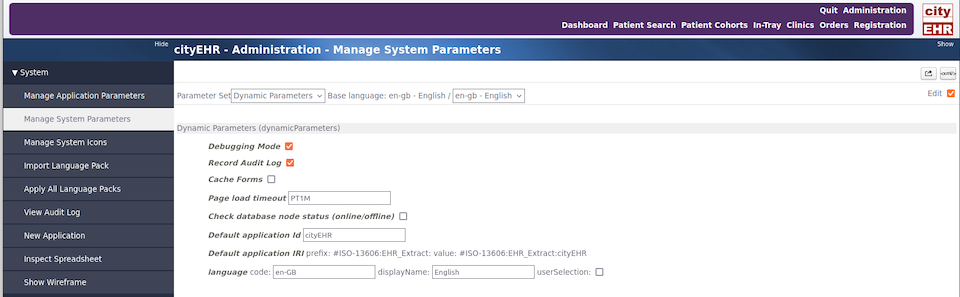 Quit Administration
city
EHR
Dashboard Patient Search Patient Cohorts In-Tray Clinics Orders Registration
Hide
cityEHR - Administration - Manage System Parameters
Show
▼ System
Manage Application Parameters
Manage System Parameters
Manage System Icons
Import Language Pack
Apply All Language Packs
View Audit Log
New Application
Inspect Spreadsheet
Show Wireframe
<xml/>
Parameter Set Dynamic Parameters Base language: en-gb - English / en-gb - English
Edit
Dynamic Parameters (dynamicParameters)
Debugging Mode
Record Audit Log
Cache Forms
Page load timeout PT1M
Check database node status (online/offline)
Default application Id cityEHR
Default application IRI prefix: #ISO-13606:EHR_Extract: value: #ISO-13606:EHR_Extract:cityEHR
language code: en-GB displayName: English userSelection: